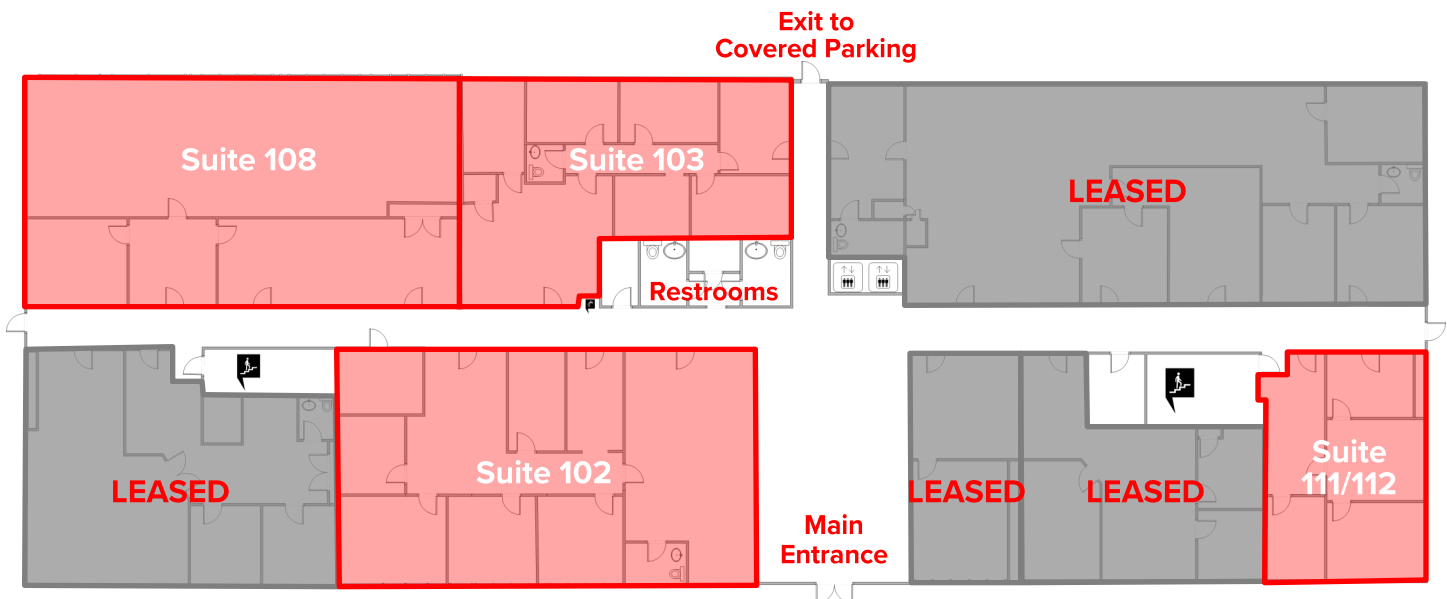 Exit to
Covered Parking
Suite 108
Suite 103
LEASED
Restrooms
Suite 102
LEASED
LEASED
LEASED
Suite
111/112
Main
Entrance